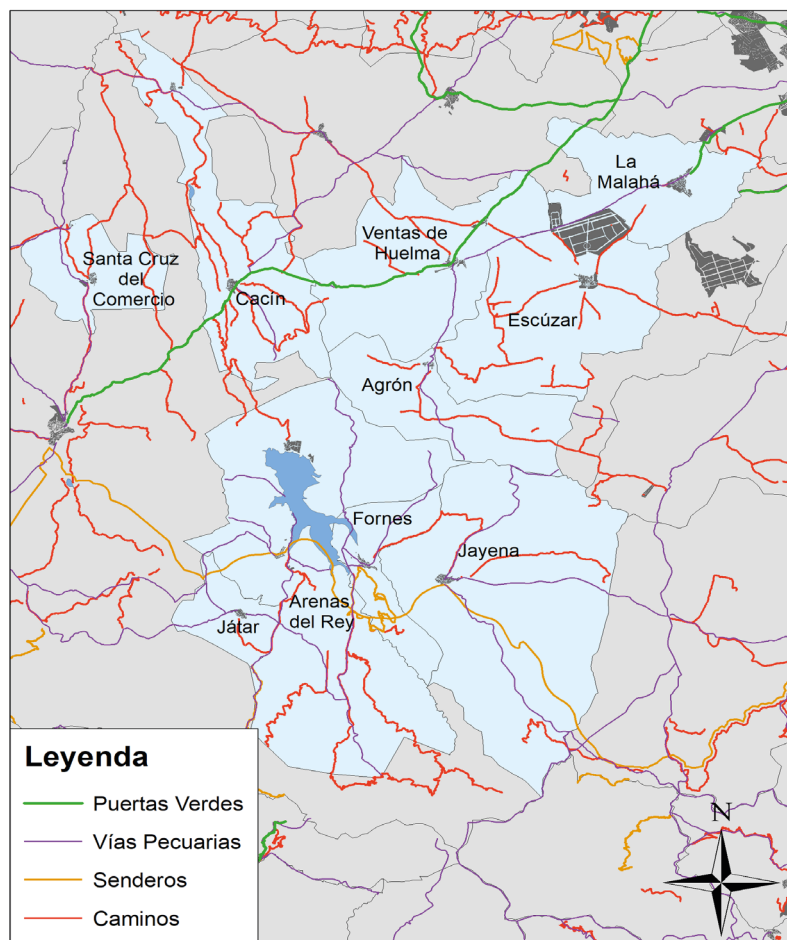 La
Malahá
Ventas de
Huelma
Santa Cruz
del
Comercio
Cacín
Escúzar
Agrón
Fornes
Jayena
Arenas
del Rey
Játar
Leyenda
Puertas Verdes
Vías Pecuarias
Senderos
Caminos
N